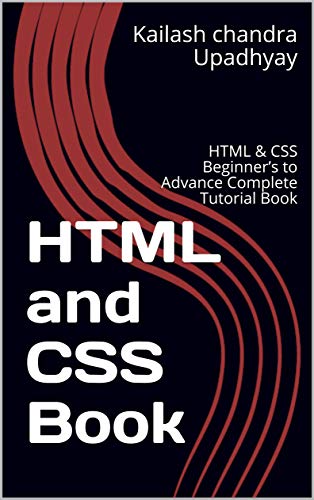 Kailash chandra
Upadhyay
HTML & CSS
Beginner’s to
Advance Complete
Tutorial Book
HTML
and
CSS
Book